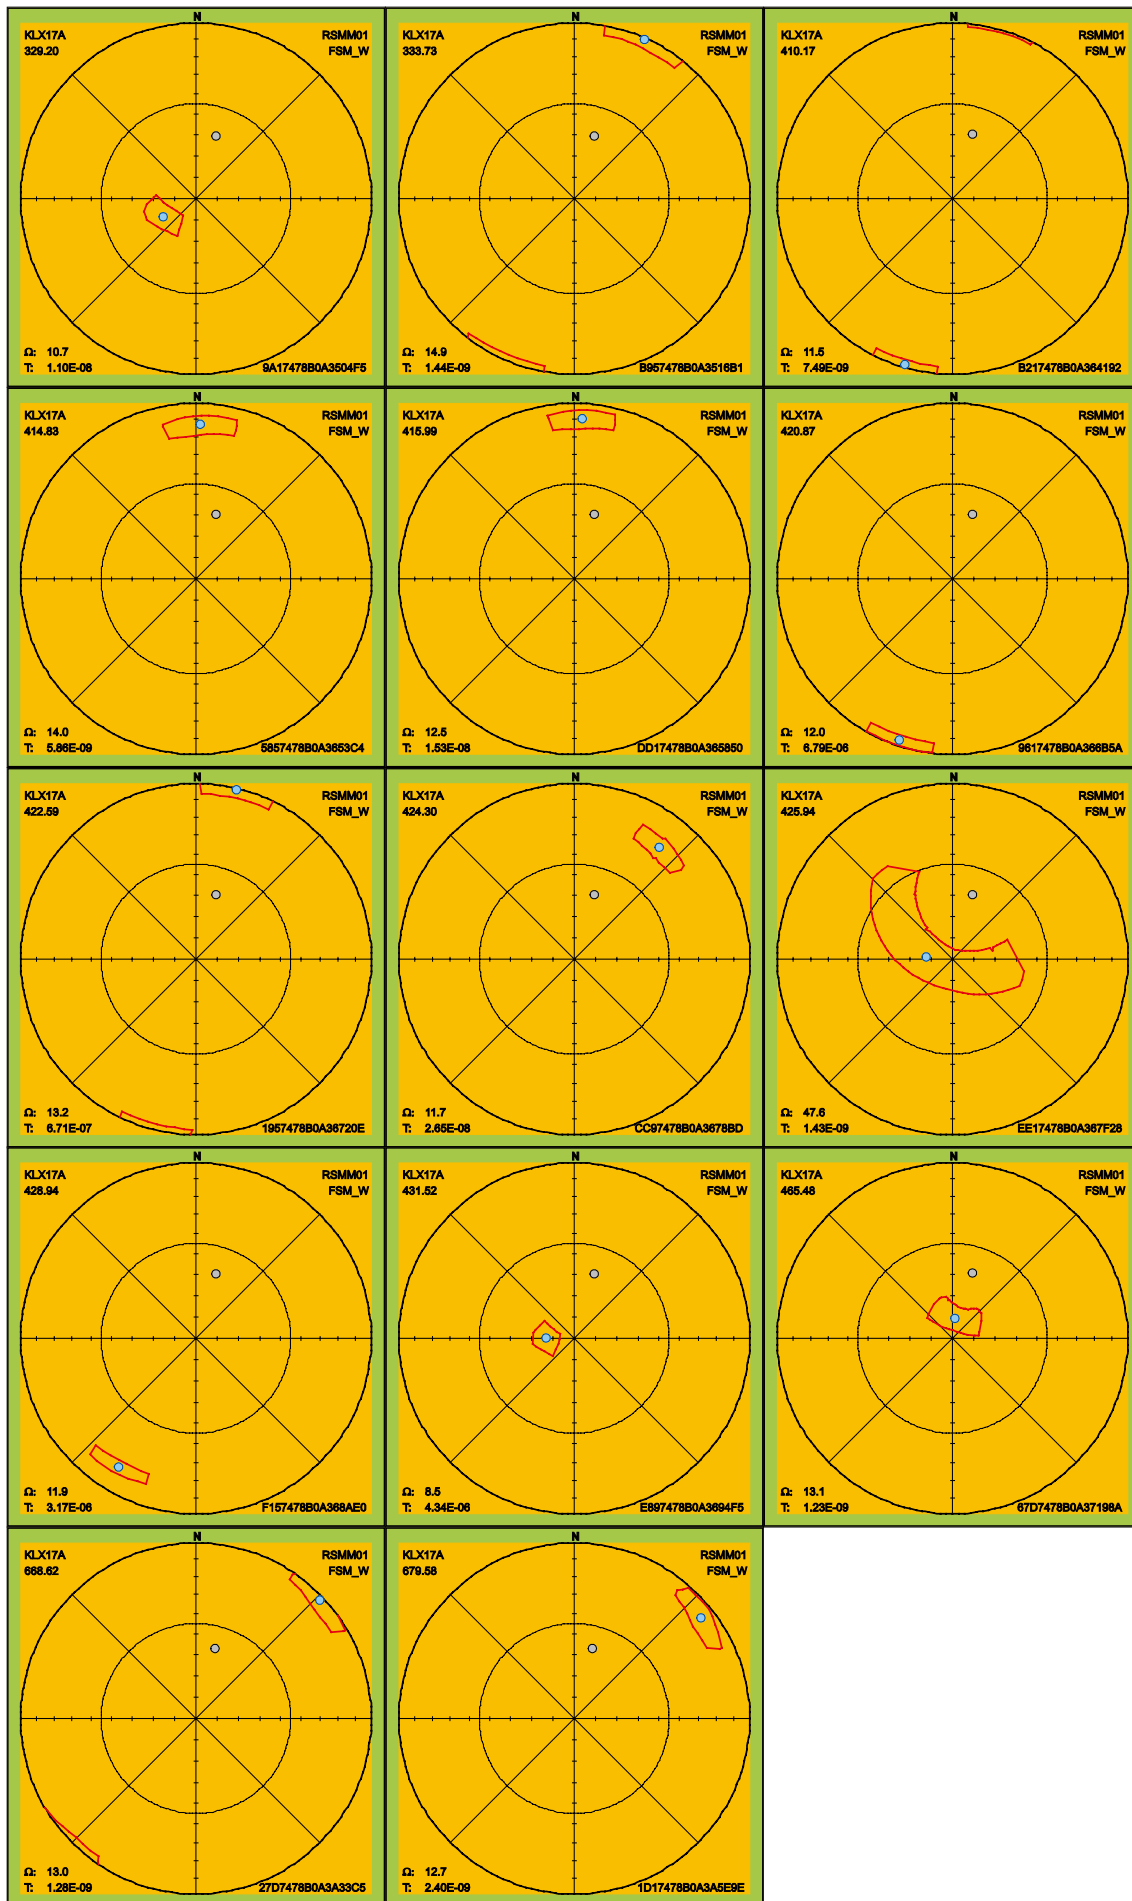 N
KLX17A RSMM01
329.20 FSM_W
Ω: 10.7
T: 1.10E-08 9A17478B0A3504F5
N
KLX17A RSMM01
333.73 FSM_W
Ω: 14.9
T: 1.44E-09 B957478B0A3516B1
N
KLX17A RSMM01
410.17 FSM_W
Ω: 11.5
T: 7.49E-09 B217478B0A364192
N
KLX17A RSMM01
414.83 FSM_W
Ω: 14.0
T: 5.86E-09 5857478B0A3653C4
N
KLX17A RSMM01
415.99 FSM_W
Ω: 12.5
T: 1.53E-08 DD17478B0A365850
N
KLX17A RSMM01
420.87 FSM_W
Ω: 12.0
T: 6.79E-06 9617478B0A366B5A
N
KLX17A RSMM01
422.59 FSM_W
Ω: 13.2
T: 6.71E-07 1957478B0A36720E
N
KLX17A RSMM01
424.30 FSM_W
Ω: 11.7
T: 2.65E-08 CC97478B0A3678BD
N
KLX17A RSMM01
425.94 FSM_W
Ω: 47.6
T: 1.43E-09 EE17478B0A367F28
N
KLX17A RSMM01
428.94 FSM_W
Ω: 11.9
T: 3.17E-06 F157478B0A368AE0
N
KLX17A RSMM01
431.52 FSM_W
Ω: 8.5
T: 4.34E-06 E897478B0A3694F5
N
KLX17A RSMM01
465.48 FSM_W
Ω: 13.1
T: 1.23E-09 67D7478B0A37198A
N
KLX17A RSMM01
668.62 FSM_W
Ω: 13.0
T: 1.28E-09 27D7478B0A3A33C5
N
KLX17A RSMM01
679.58 FSM_W
Ω: 12.7
T: 2.40E-09 1D17478B0A3A5E9E